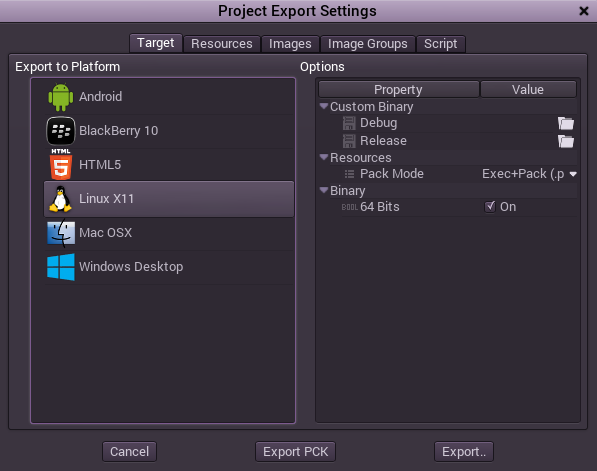 Project Export Settings
Target Resources Images Image Groups Script
Export to Platform
Android
BlackBerry 10
HTML5
Linux X11
Mac OSX
Windows Desktop
Options
Property Value
Custom Binary
Debug
Release
Resources
Pack Mode Exec+Pack (.p
Binary
BOOL 64 Bits On
Cancel Export PCK Export..